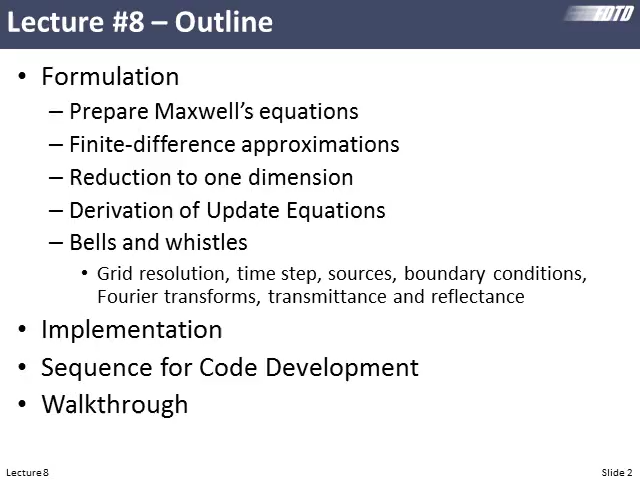 Lecture #8 – Outline
FDTD
• Formulation
– Prepare Maxwell's equations
– Finite-difference approximations
– Reduction to one dimension
– Derivation of Update Equations
– Bells and whistles
• Grid resolution, time step, sources, boundary conditions,
Fourier transforms, transmittance and reflectance
• Implementation
• Sequence for Code Development
• Walkthrough
Lecture 8
Slide 2